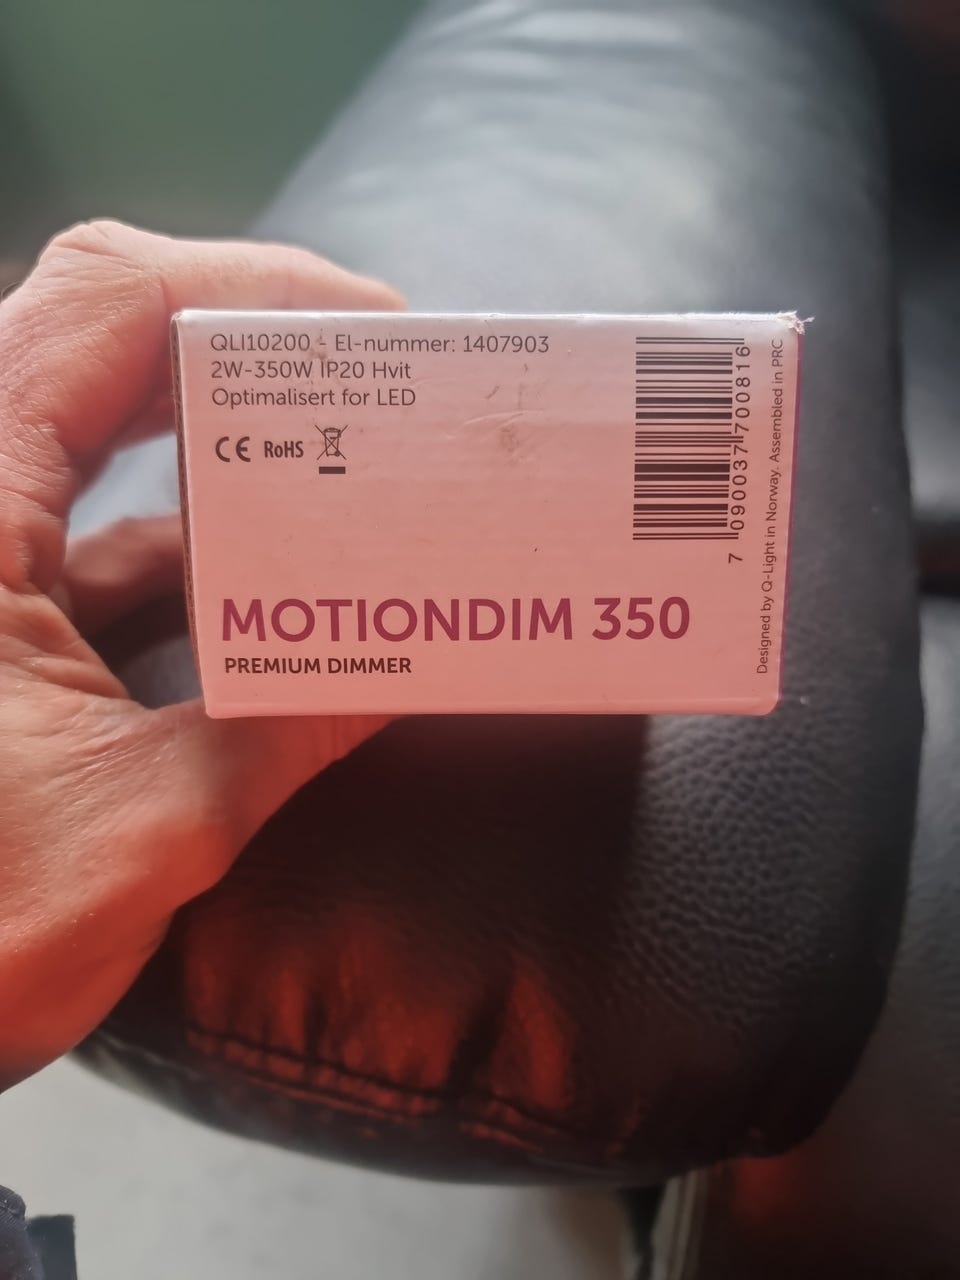 QLI10200 - El-nummer: 1407903
2W-350W IP20 Hvit
Optimalisert for LED
CE RoHS
MOTIONDIM 350
PREMIUM DIMMER
7 090037 700816
Designed by Q-Light in Norway. Assembled in PRC